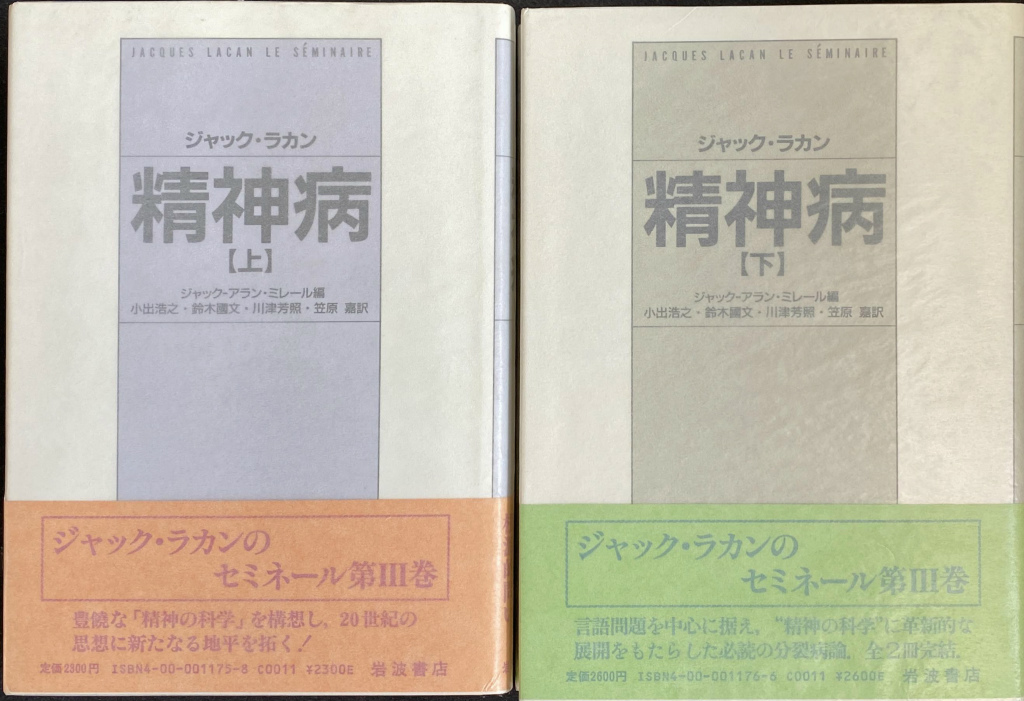 JACQUES LACAN LE SÉMINAIRE
ジャック・ラカン
精神病
【上】
ジャック-アラン・ミレール編
小出浩之・鈴木國文・川津芳照・笠原 嘉訳
ジャック・ラカンの
セミネール第III巻
豊饒な「精神の科学」を構想し、20世紀の
思想に新たなる地平を拓く!
定価2300円 ISBN4-00-001175-8 C0011 ¥2300E 岩波書店
JACQUES LACAN LE SÉMINAIRE
ジャック・ラカン
精神病
【下】
ジャック-アラン・ミレール編
小出浩之・鈴木國文・川津芳照・笠原 嘉訳
ジャック・ラカンの
セミネール第III巻
言語問題を中心に据え，“精神の科学”に革新的な
展開をもたらした必読の分裂病論．全2冊完結．
定価2600円 ISBN4-00-001176-6 C0011 ¥2600E 岩波書店